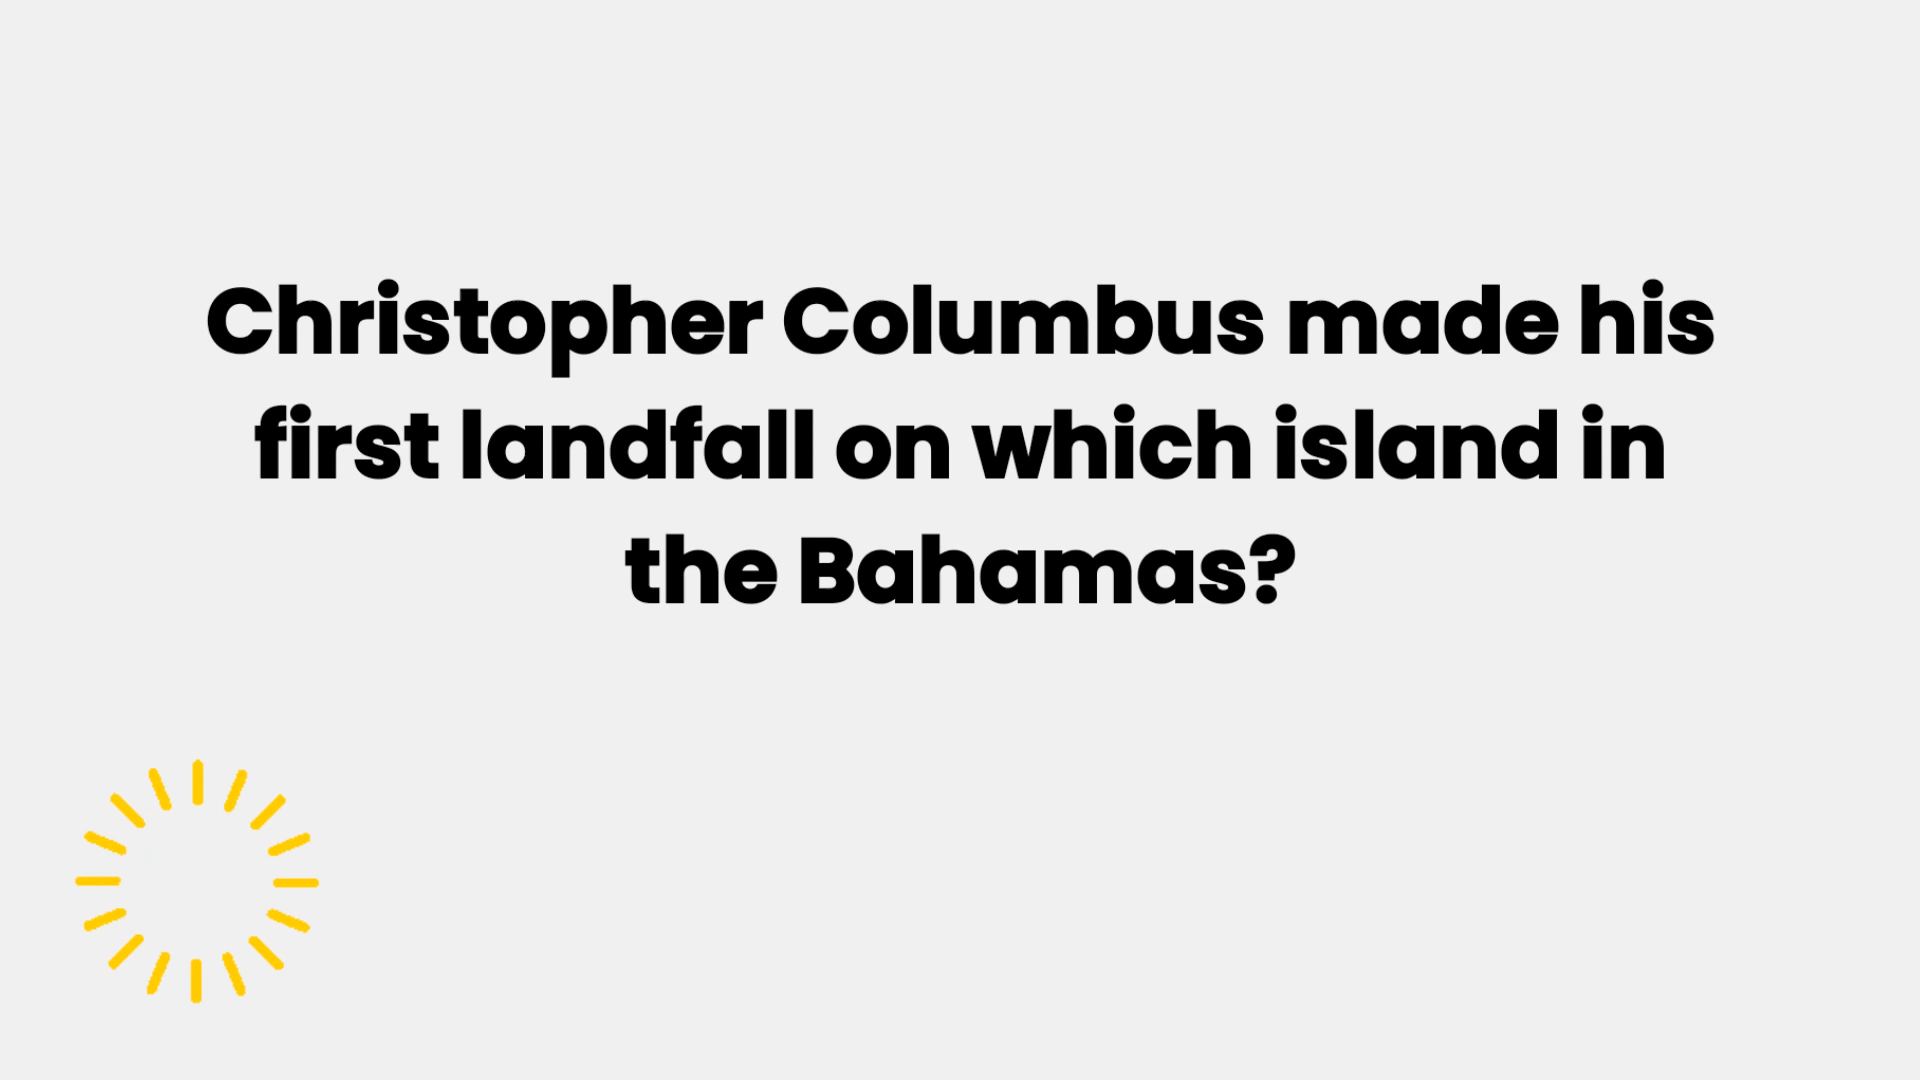 Christopher Columbus made his
first landfall on which island in
the Bahamas?